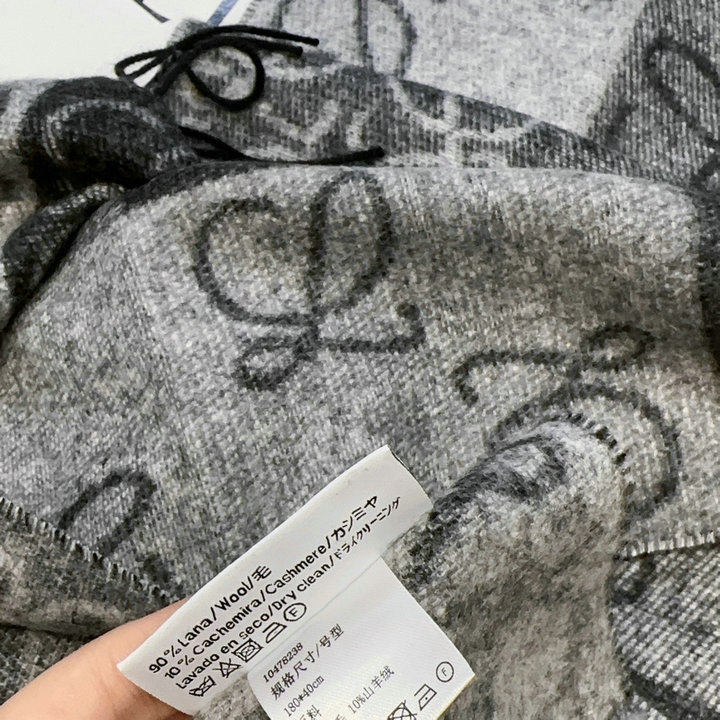 90% Lana/Wool/毛
10% Cachemira/Cashmere/カシミヤ
Lavado en seco/Dry clean/ドライクリーニング
F
10478238
规格尺寸/号型
180*40cm
10%山羊绒
F